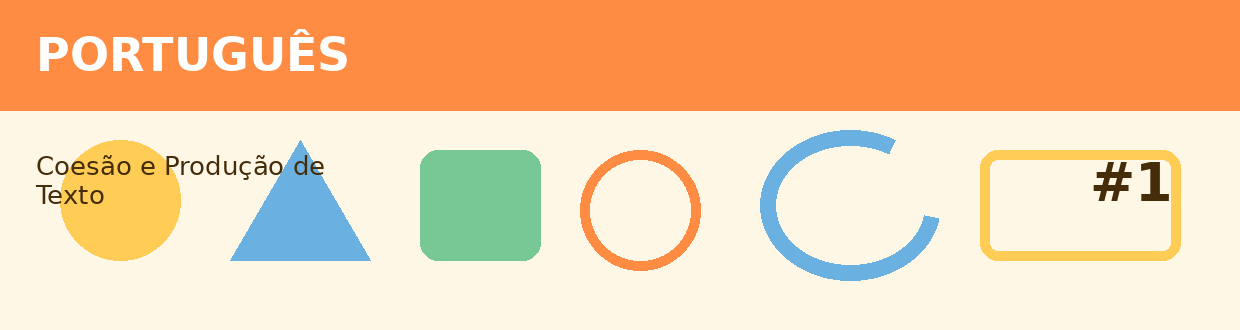 PORTUGUÊS
Coesão e Produção de
Texto
#1